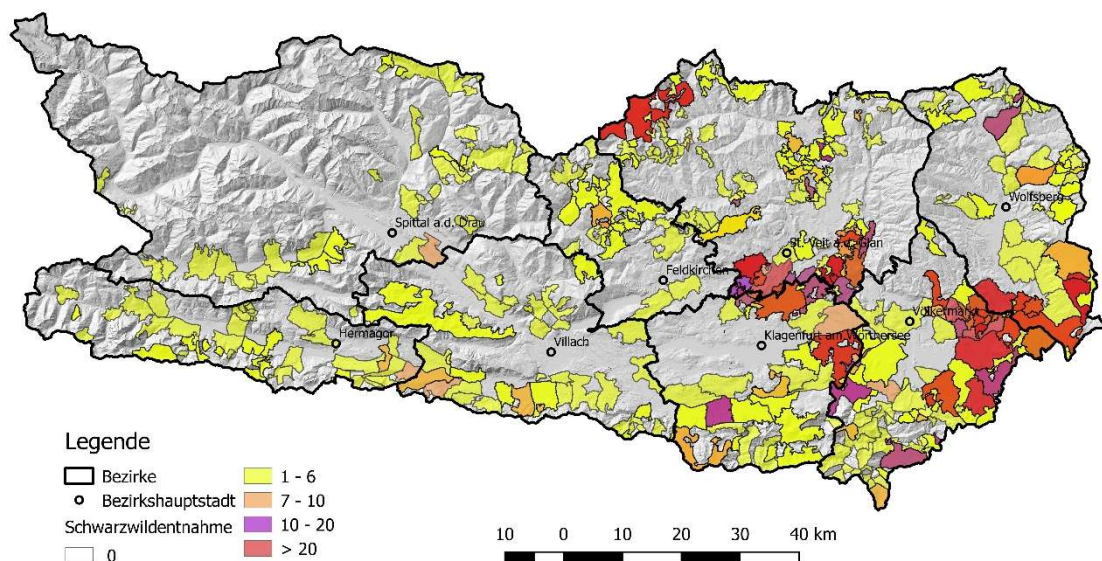 Spittal a.d. Drau
Wolfsberg
St. Veit a.d. Glan
Feldkirchen
Völkermarkt
Hermagor
Villach
Klagenfurt am Wörthersee
Legende
Bezirke
Bezirkshauptstadt
Schwarzwildentnahme
0
1 - 6
7 - 10
10 - 20
> 20
10 0 10 20 30 40 km